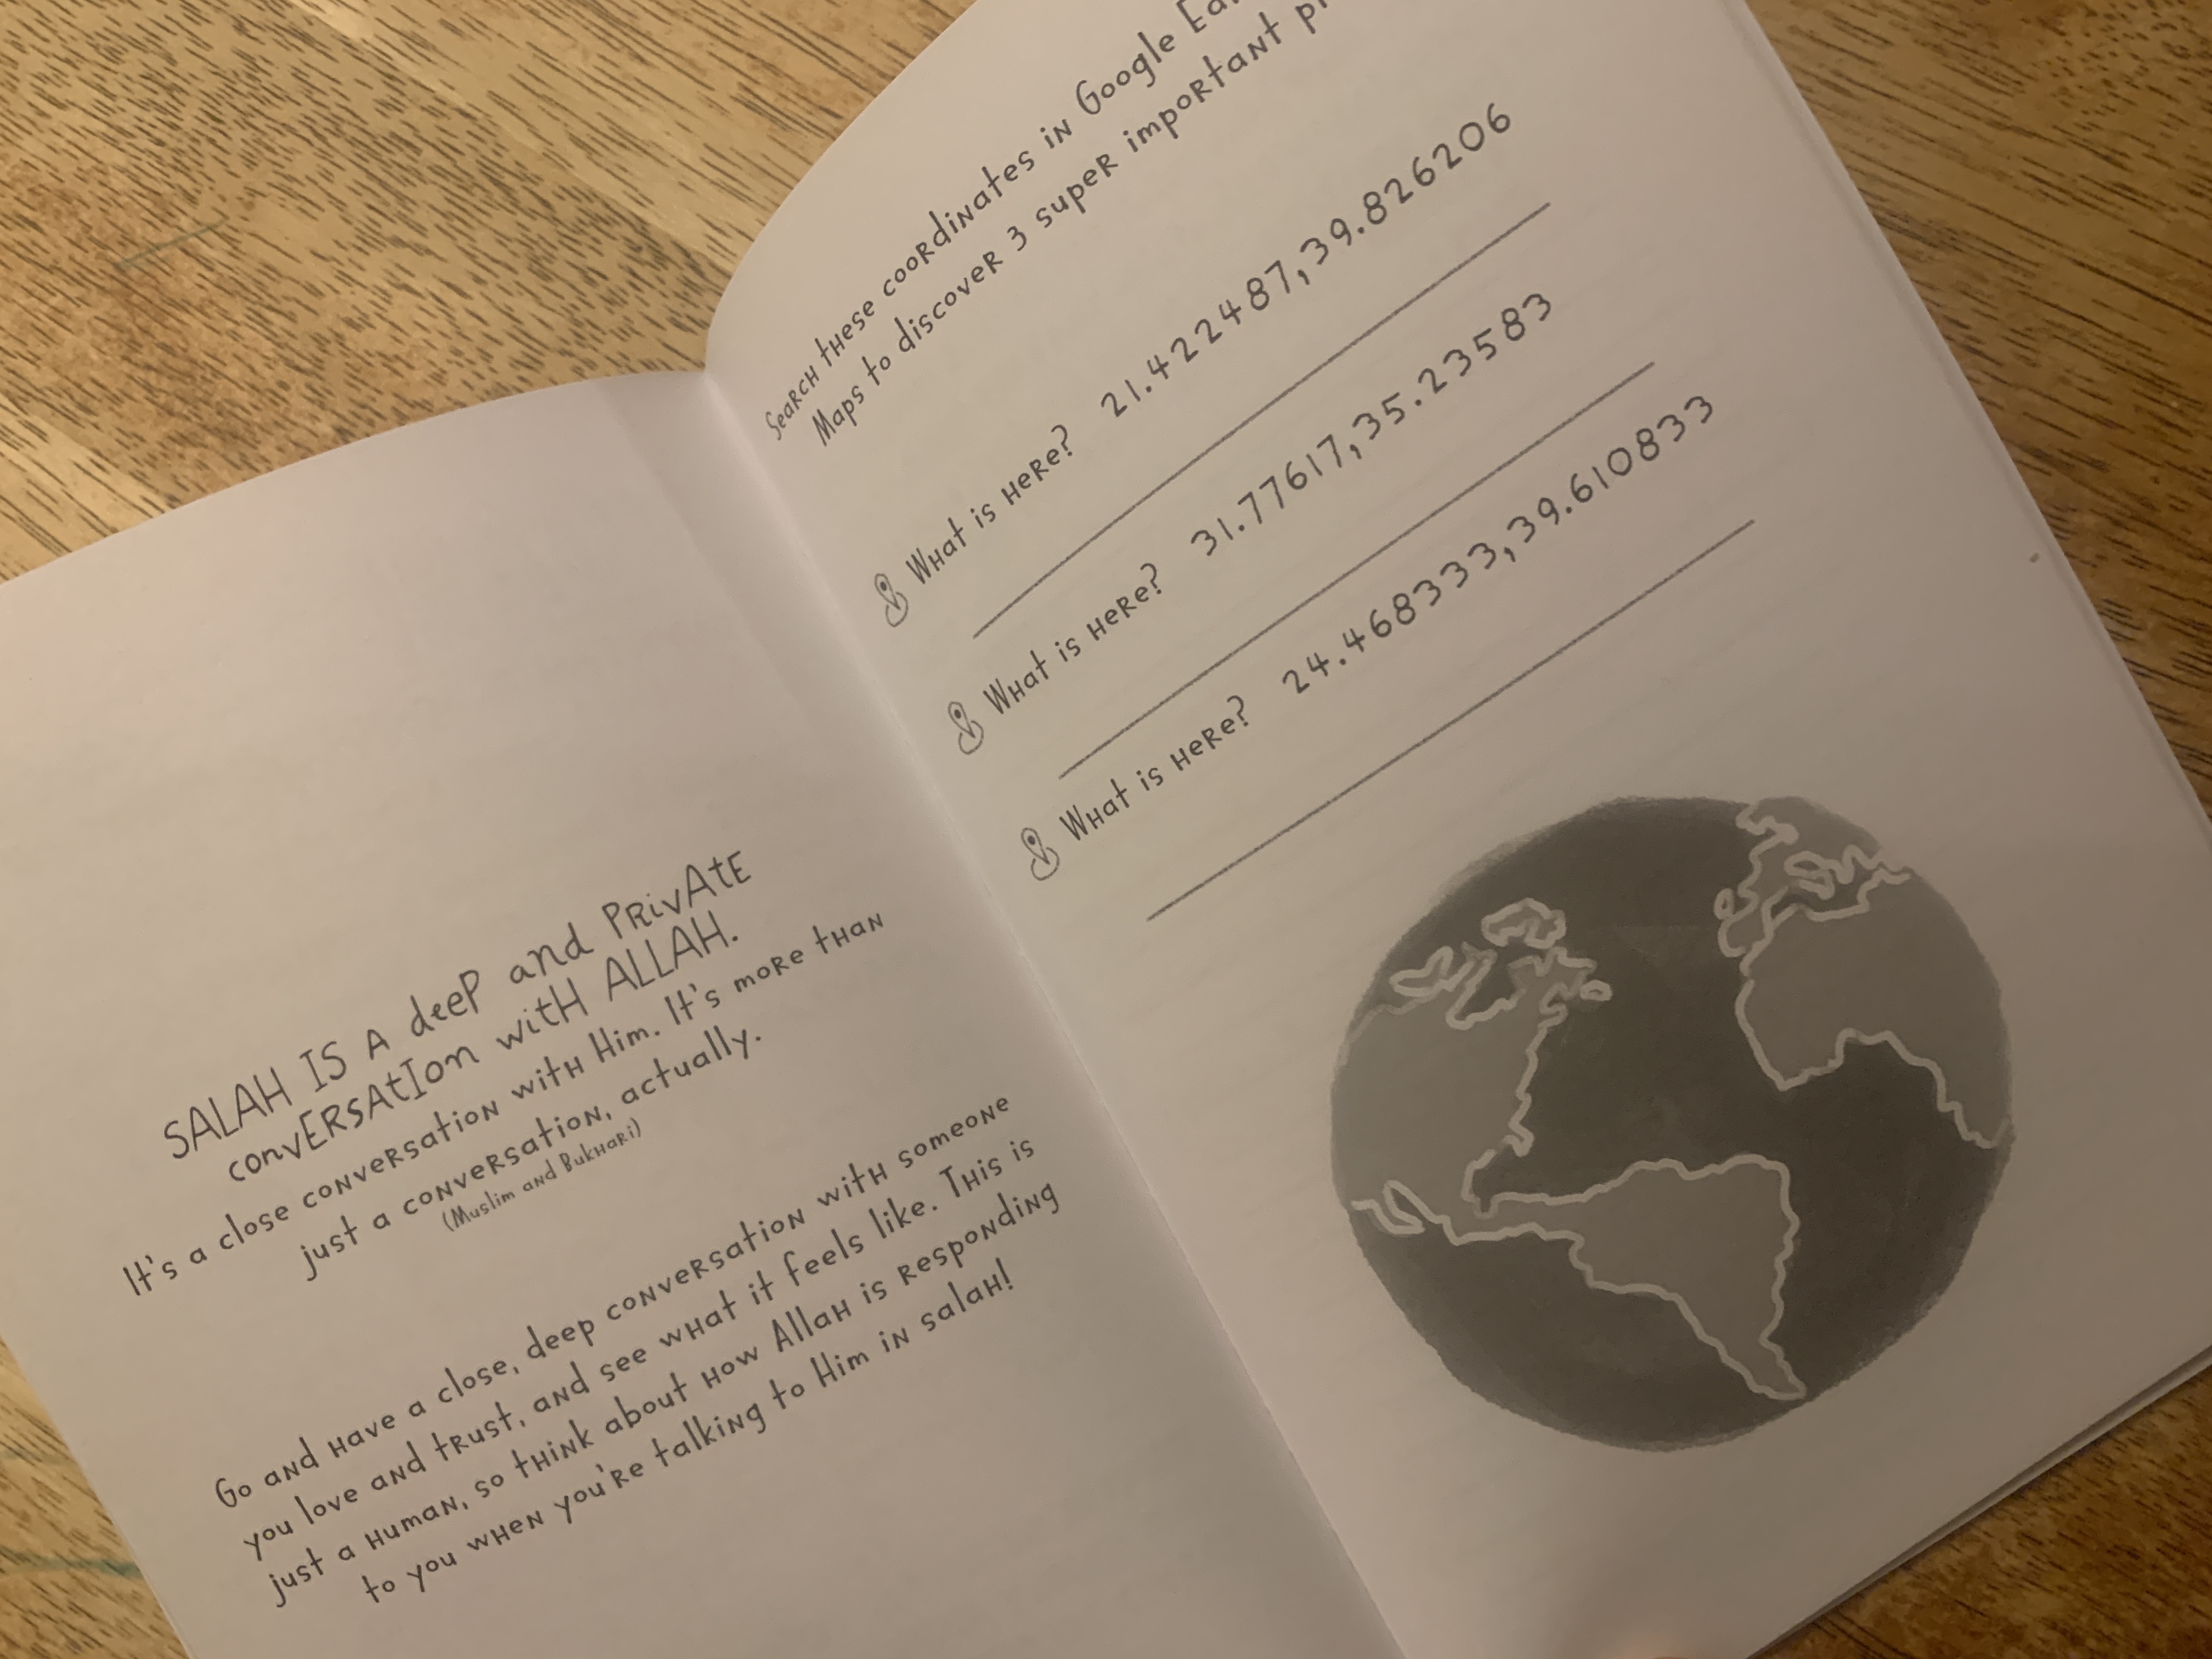 SALAH IS A deeP and PRivAtE
convERsAtIon witH ALLAH.
It's a close conversation with Him. It's more than
just a conversation, actually.
(Muslim and Bukhari)
Go and have a close, deep conversation with someone
you love and trust, and see what it feels like. This is
just a human, so think about how Allah is responding
to you when you're talking to Him in salah!
Search these coordinates in Google
Maps to discover 3 super important
What is here? 21.422487,39.826206
What is here? 31.77617,35.23583
What is here? 24.468333,39.610833